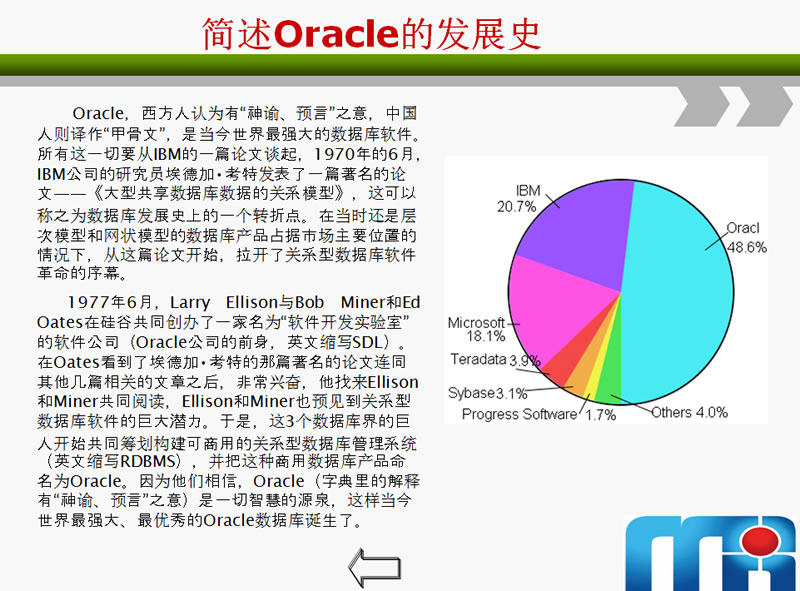 简述Oracle的发展史
Oracle，西方人认为有“神谕、预言”之意，中国
人则译作“甲骨文”，是当今世界最强大的数据库软件。
所有这一切要从IBM的一篇论文谈起，1970年的6月，
IBM公司的研究员埃德加·考特发表了一篇著名的论
文——《大型共享数据库数据的关系模型》，这可以
称之为数据库发展史上的一个转折点。在当时还是层
次模型和网状模型的数据库产品占据市场主要位置的
情况下，从这篇论文开始，拉开了关系型数据库软件
革命的序幕。
1977年6月，Larry Ellison与Bob Miner和Ed
Oates在硅谷共同创办了一家名为“软件开发实验室”
的软件公司（Oracle公司的前身，英文缩写SDL）。
在Oates看到了埃德加·考特的那篇著名的论文连同
其他几篇相关的文章之后，非常兴奋，他找来Ellison
和Miner共同阅读，Ellison和Miner也预见到关系型
数据库软件的巨大潜力。于是，这3个数据库界的巨
人开始共同筹划构建可商用的关系型数据库管理系统
（英文缩写RDBMS），并把这种商用数据库产品命
名为Oracle。因为他们相信，Oracle（字典里的解释
有“神谕、预言”之意）是一切智慧的源泉，这样当今
世界最强大、最优秀的Oracle数据库诞生了。
IBM
20.7%
Oracl
48.6%
Microsoft
18.1%
Teradata 3.9%
Sybase 3.1%
Progress Software 1.7%
Others 4.0%